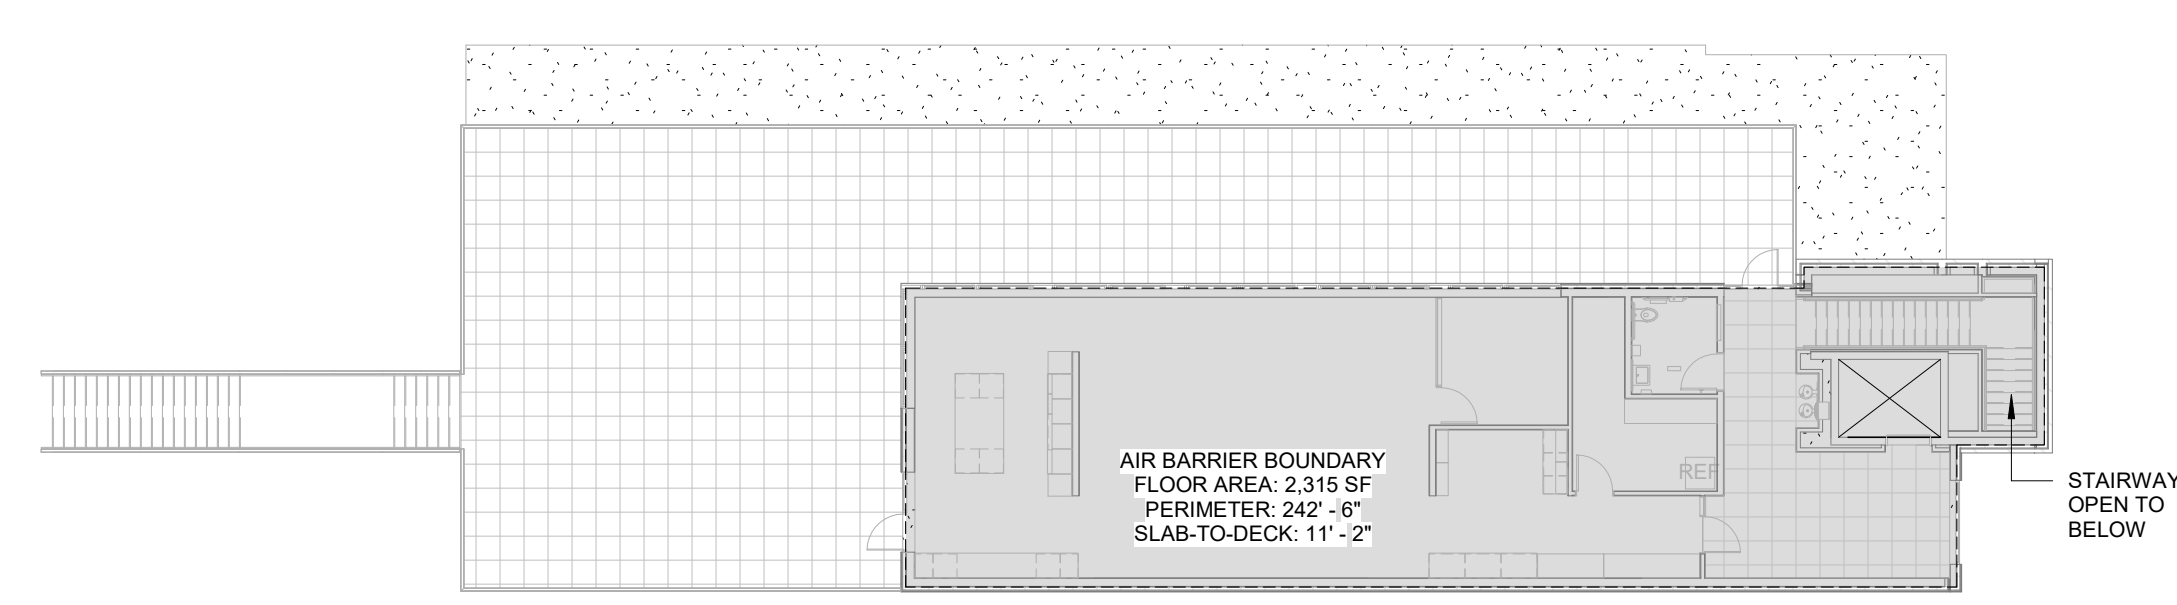 AIR BARRIER BOUNDARY
FLOOR AREA: 2,315 SF
PERIMETER: 242' - 6"
SLAB-TO-DECK: 11' - 2"
REF
STAIRWAY
OPEN TO
BELOW